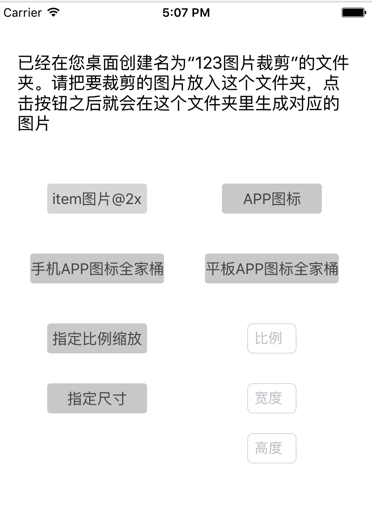 Carrier 5:07 PM
已经在您桌面创建名为“123图片裁剪”的文件
夹。请把要裁剪的图片放入这个文件夹，点
击按钮之后就会在这个文件夹里生成对应的
图片
item图片@2x APP图标
手机APP图标全家桶 平板APP图标全家桶
指定比例缩放 比例
指定尺寸 宽度
高度